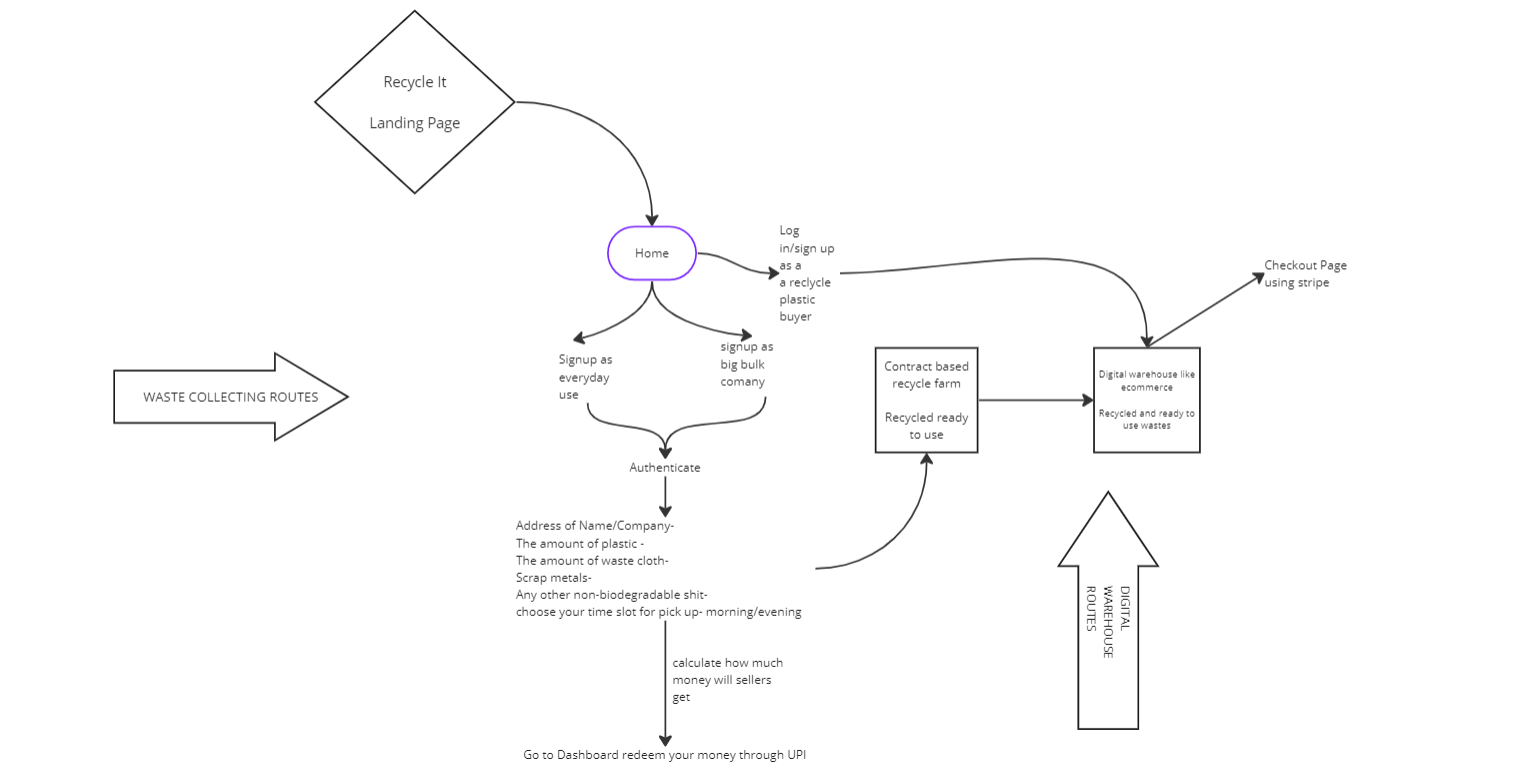 Recycle It
Landing Page
Home
Log
in/sign up
as a
a reclycle
plastic
buyer
Checkout Page
using stripe
Signup as
everyday
use
signup as
big bulk
comany
WASTE COLLECTING ROUTES
Contract based
recycle farm
Recycled ready
to use
Digital warehouse like
ecommerce
Recycled and ready to
use wastes
Authenticate
Address of Name/Company-
The amount of plastic -
The amount of waste cloth-
Scrap metals-
Any other non-biodegradable shit-
choose your time slot for pick up- morning/evening
DIGITAL
WAREHOUSE
ROUTES
calculate how much
money will sellers
get
Go to Dashboard redeem your money through UPI